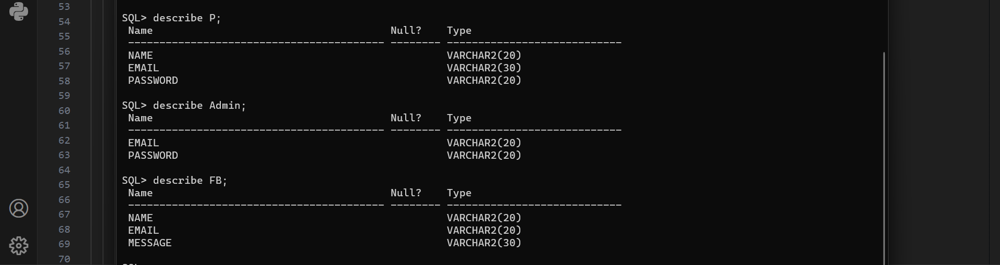 53
54
55
56
57
58
59
60
61
62
63
64
65
66
67
68
69
70
SQL> describe P;
Name Null? Type
----------------------------------------- -------- ----------------------------
NAME VARCHAR2(20)
EMAIL VARCHAR2(30)
PASSWORD VARCHAR2(20)
SQL> describe Admin;
Name Null? Type
----------------------------------------- -------- ----------------------------
EMAIL VARCHAR2(20)
PASSWORD VARCHAR2(20)
SQL> describe FB;
Name Null? Type
----------------------------------------- -------- ----------------------------
NAME VARCHAR2(20)
EMAIL VARCHAR2(20)
MESSAGE VARCHAR2(30)